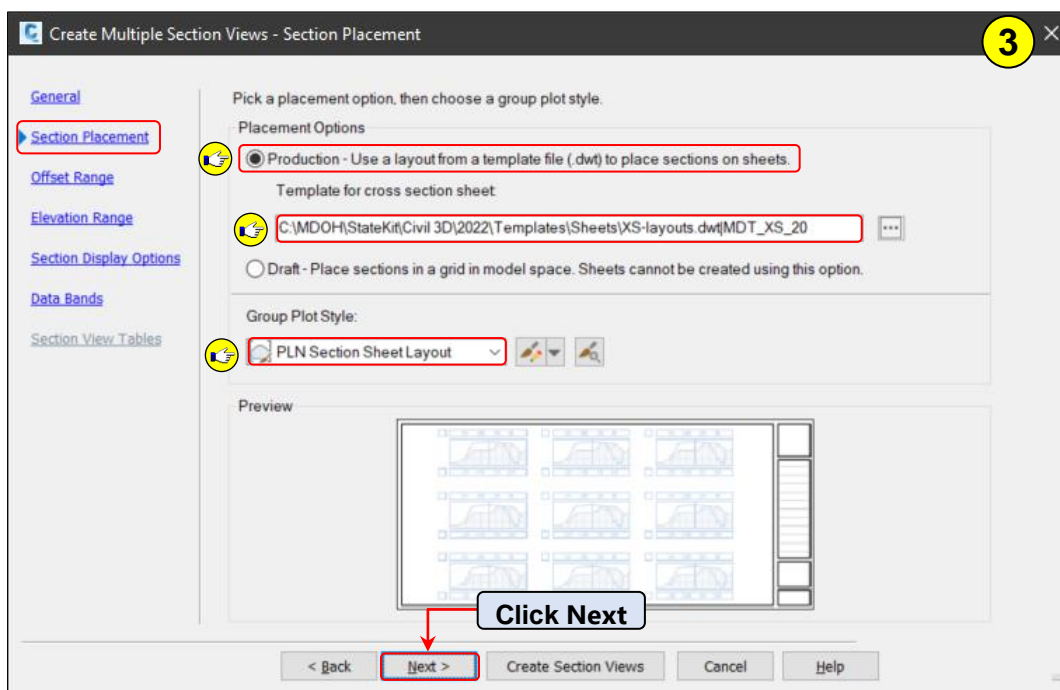 Create Multiple Section Views - Section Placement
3
General
Section Placement
Offset Range
Elevation Range
Section Display Options
Data Bands
Section View Tables
Pick a placement option, then choose a group plot style.
Placement Options
Production - Use a layout from a template file (.dwt) to place sections on sheets.
Template for cross section sheet:
C:\MDOH\StateKit\Civil 3D\2022\Templates\Sheets\XS-layouts.dwt|MDT_XS_20
...
Draft - Place sections in a grid in model space. Sheets cannot be created using this option.
Group Plot Style:
PLN Section Sheet Layout
Preview
Click Next
< Back
Next >
Create Section Views
Cancel
Help